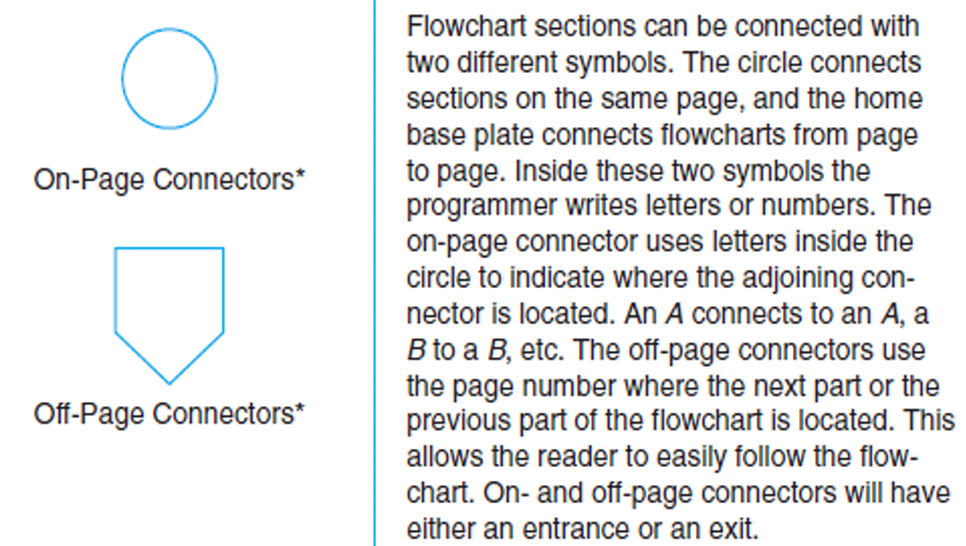 Flowchart sections can be connected with
two different symbols. The circle connects
sections on the same page, and the home
base plate connects flowcharts from page
to page. Inside these two symbols the
programmer writes letters or numbers. The
on-page connector uses letters inside the
circle to indicate where the adjoining con-
nector is located. An A connects to an A, a
B to a B, etc. The off-page connectors use
the page number where the next part or the
previous part of the flowchart is located. This
allows the reader to easily follow the flow-
chart. On- and off-page connectors will have
either an entrance or an exit.
On-Page Connectors*
Off-Page Connectors*